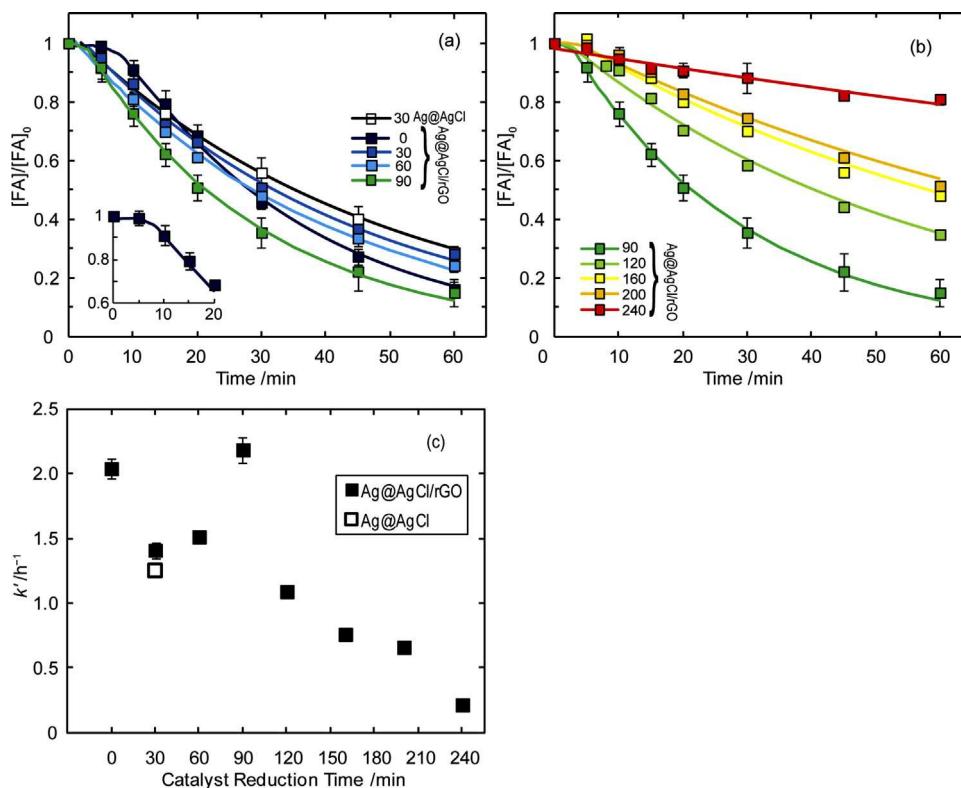 (a)
[FA]/[FA]₀
1
0.8
0.6
0.4
0.2
0
0 10 20 30 40 50 60
Time /min
30 Ag@AgCl
0
30
60
90
Ag@AgCl/rGO
1
0.8
0.6
0 10 20
(b)
[FA]/[FA]₀
1
0.8
0.6
0.4
0.2
0
0 10 20 30 40 50 60
Time /min
90
120
160
200
240
Ag@AgCl/rGO
(c)
k'/h⁻¹
2.5
2.0
1.5
1.0
0.5
0
0 30 60 90 120 150 180 210 240
Catalyst Reduction Time /min
Ag@AgCl/rGO
Ag@AgCl